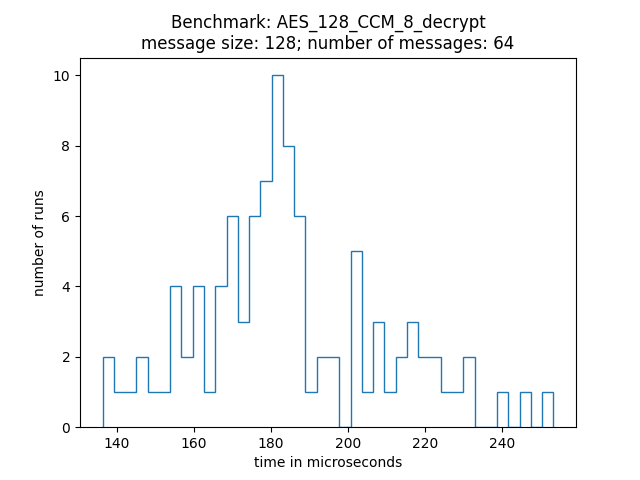 Benchmark: AES_128_CCM_8_decrypt
message size: 128; number of messages: 64
10
8
6
4
2
0
number of runs
140 160 180 200 220 240
time in microseconds